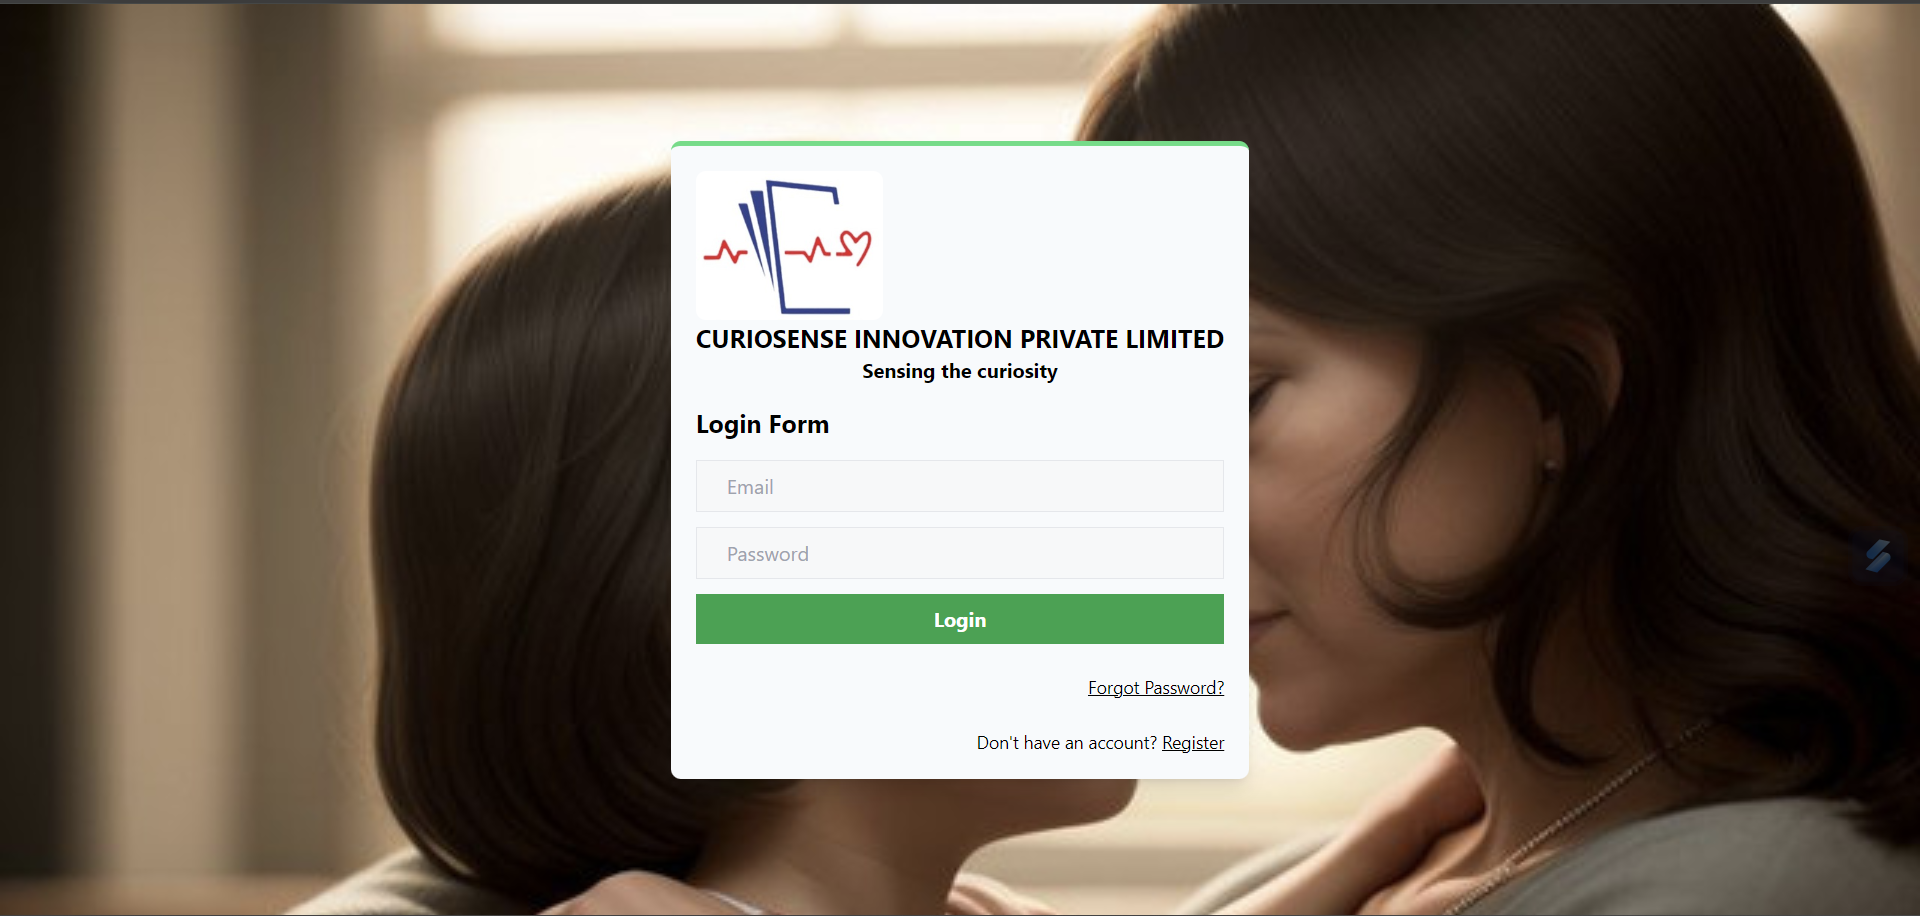 CURIOSENSE INNOVATION PRIVATE LIMITED
Sensing the curiosity
Login Form
Email
Password
Login
Forgot Password?
Don't have an account? Register